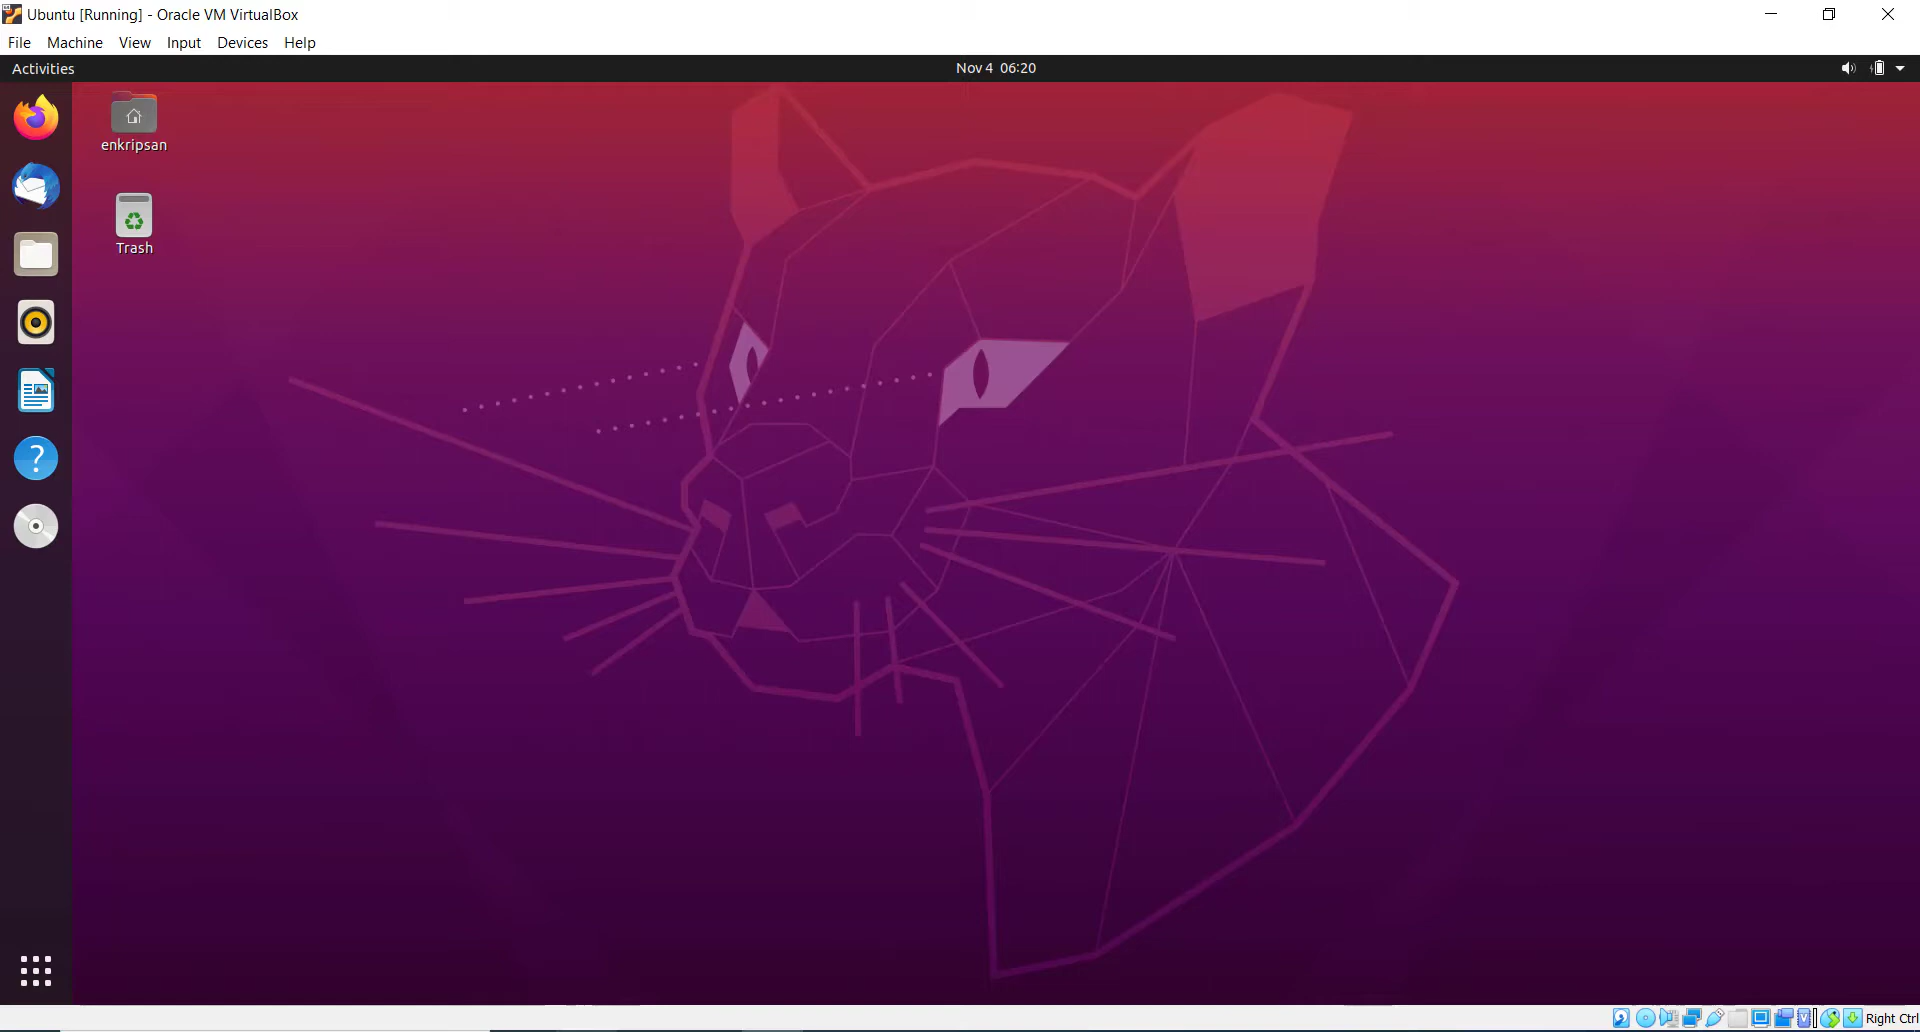 Ubuntu [Running] - Oracle VM VirtualBox
File Machine View Input Devices Help
Activities
Nov 4 06:20
enkripsan
Trash
?
Right Ctrl